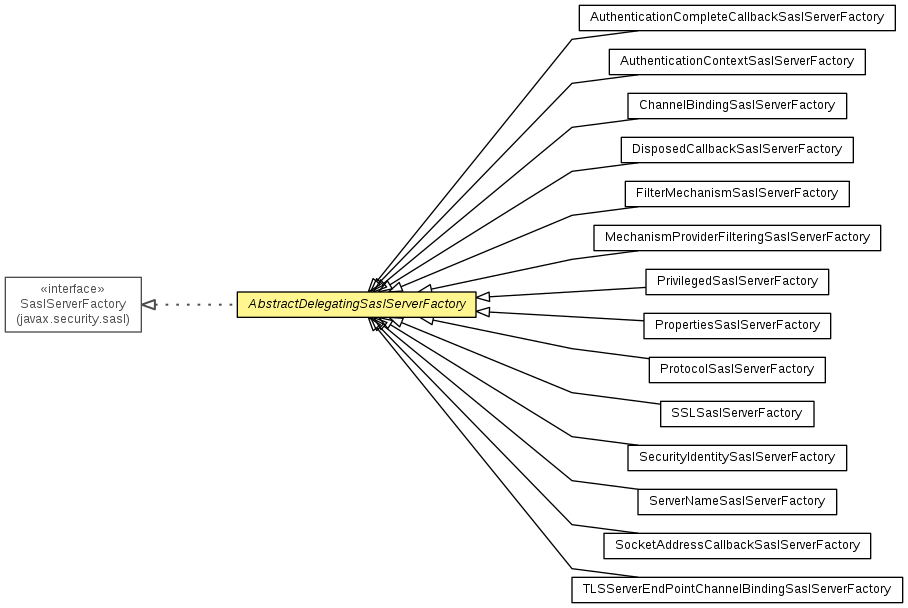 AuthenticationCompleteCallbackSaslServerFactory
AuthenticationContextSaslServerFactory
ChannelBindingSaslServerFactory
DisposedCallbackSaslServerFactory
FilterMechanismSaslServerFactory
MechanismProviderFilteringSaslServerFactory
PrivilegedSaslServerFactory
«interface»
SaslServerFactory
(javax.security.sasl)
AbstractDelegatingSaslServerFactory
PropertiesSaslServerFactory
ProtocolSaslServerFactory
SSLSaslServerFactory
SecurityIdentitySaslServerFactory
ServerNameSaslServerFactory
SocketAddressCallbackSaslServerFactory
TLSServerEndPointChannelBindingSaslServerFactory